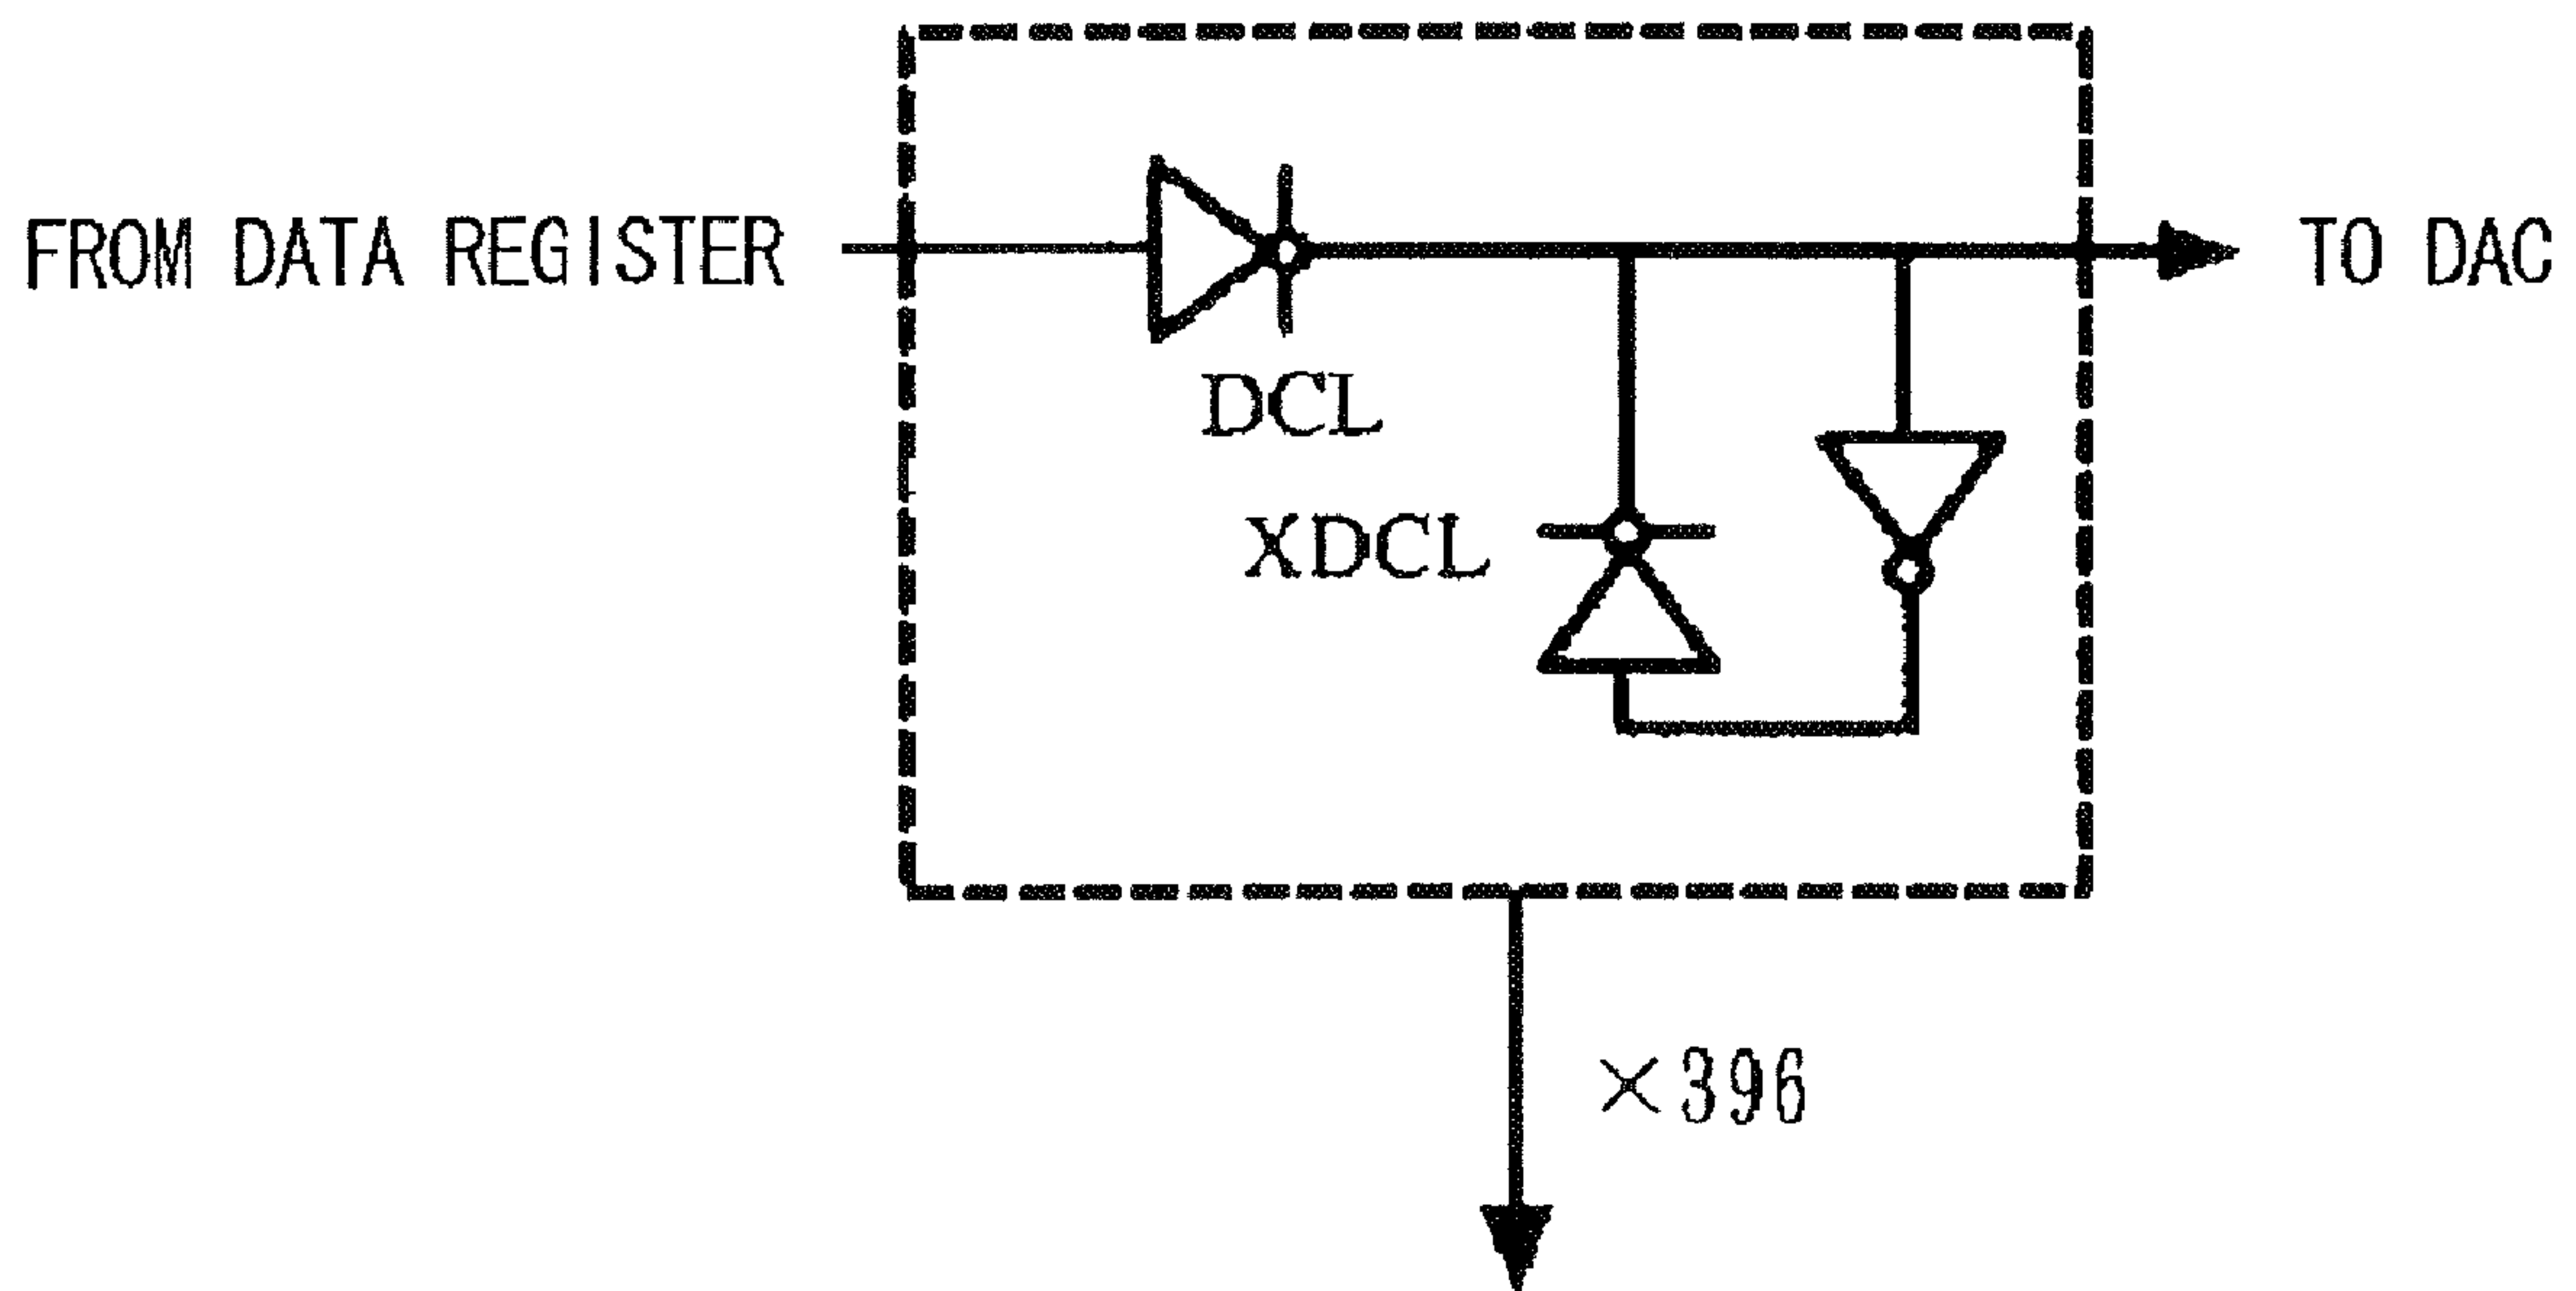 FROM DATA REGISTER
TO DAC
DCL
XDCL
×396